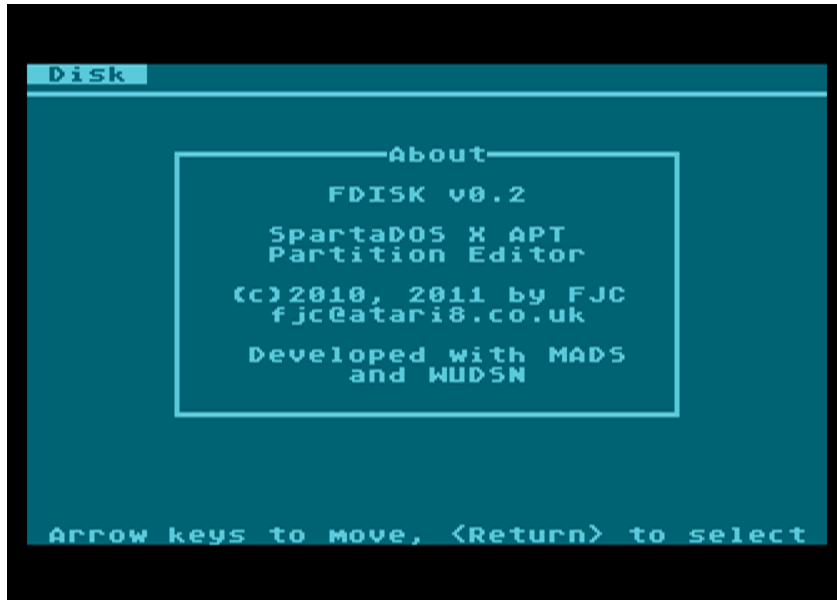 Disk
About
FDISK v0.2
SpartaDOS X APT
Partition Editor
(c)2010, 2011 by FJC
fjc@atari8.co.uk
Developed with MADS
and WUDSN
Arrow keys to move, <Return> to select